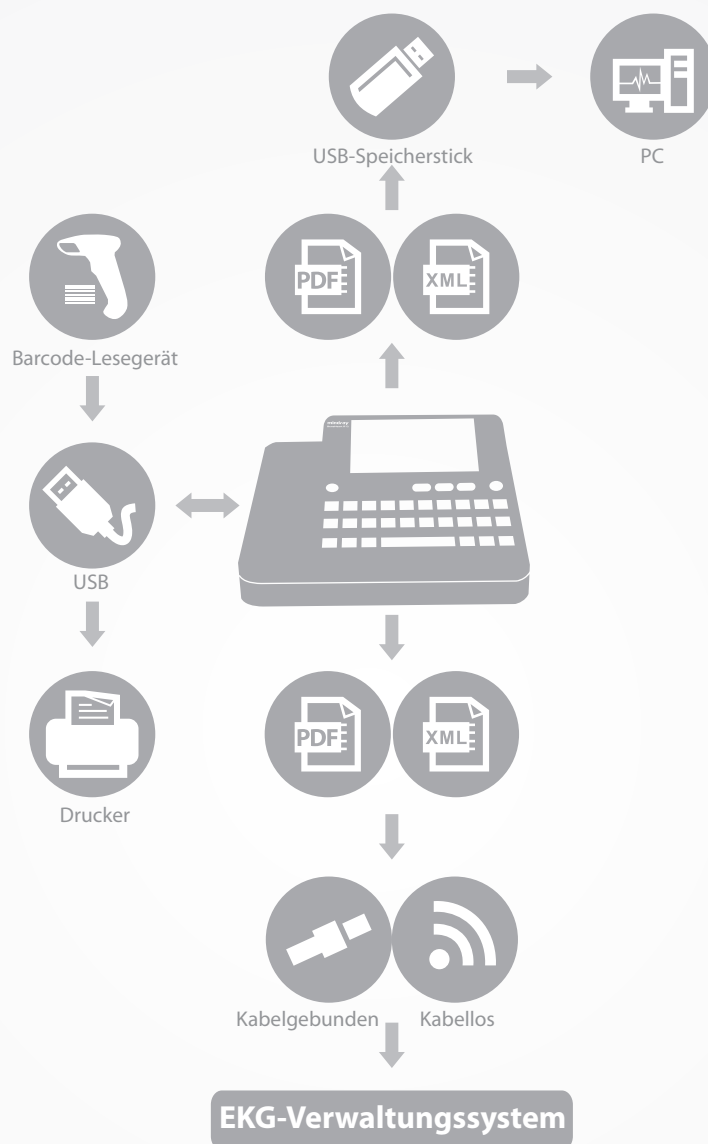 USB-Speicherstick
PC
PDF
XML
Barcode-Lesegerät
USB
PDF
XML
Drucker
Kabelgebunden
Kabellos
EKG-Verwaltungssystem